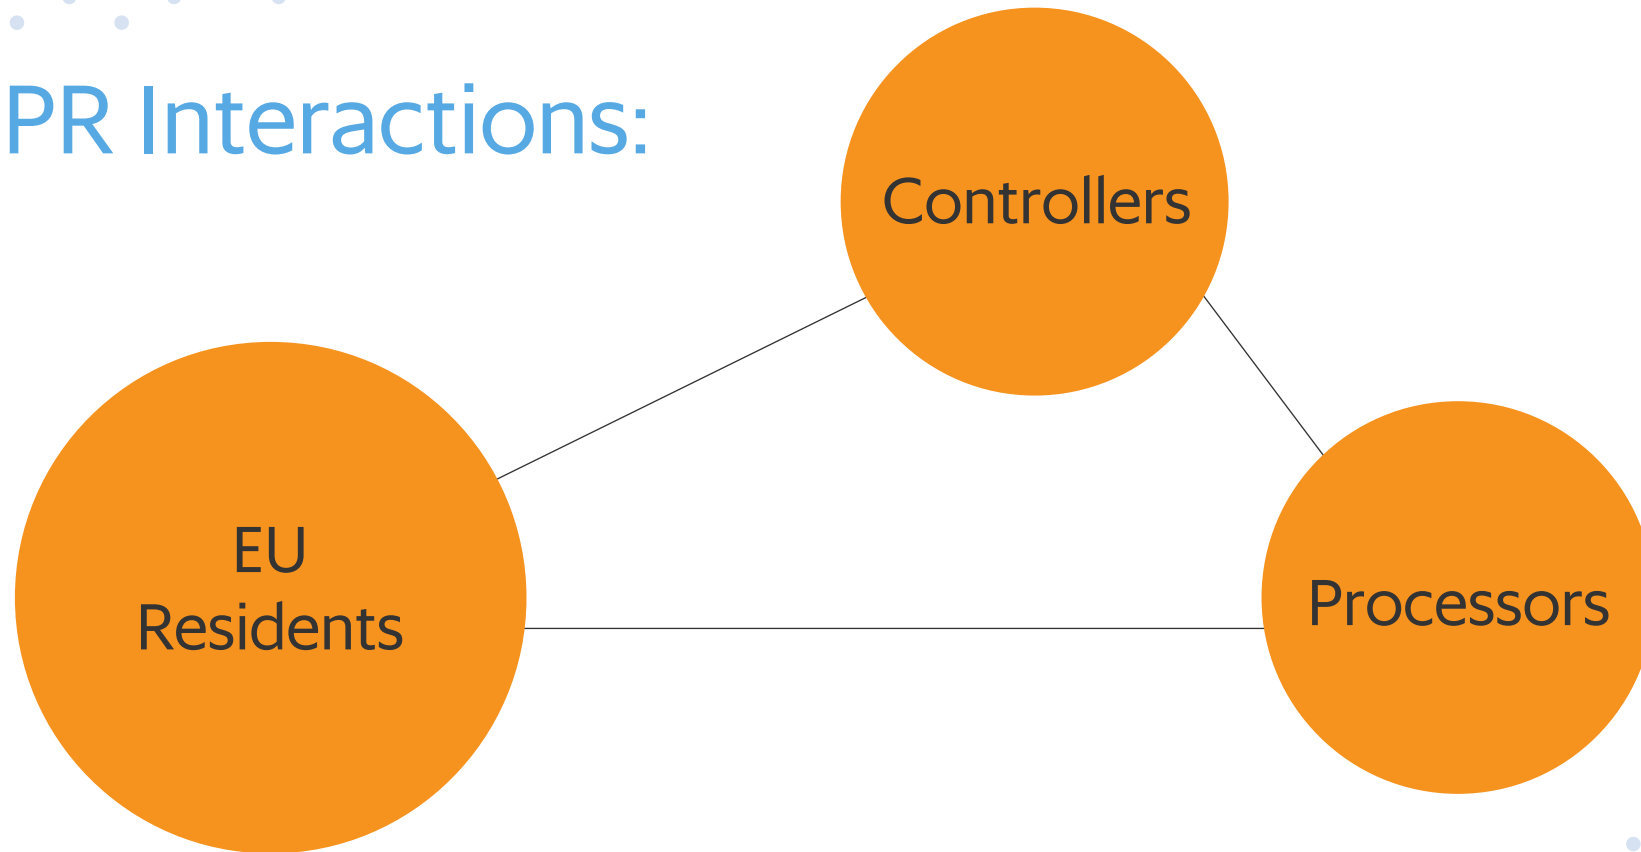 PR Interactions:
Controllers
EU
Residents
Processors